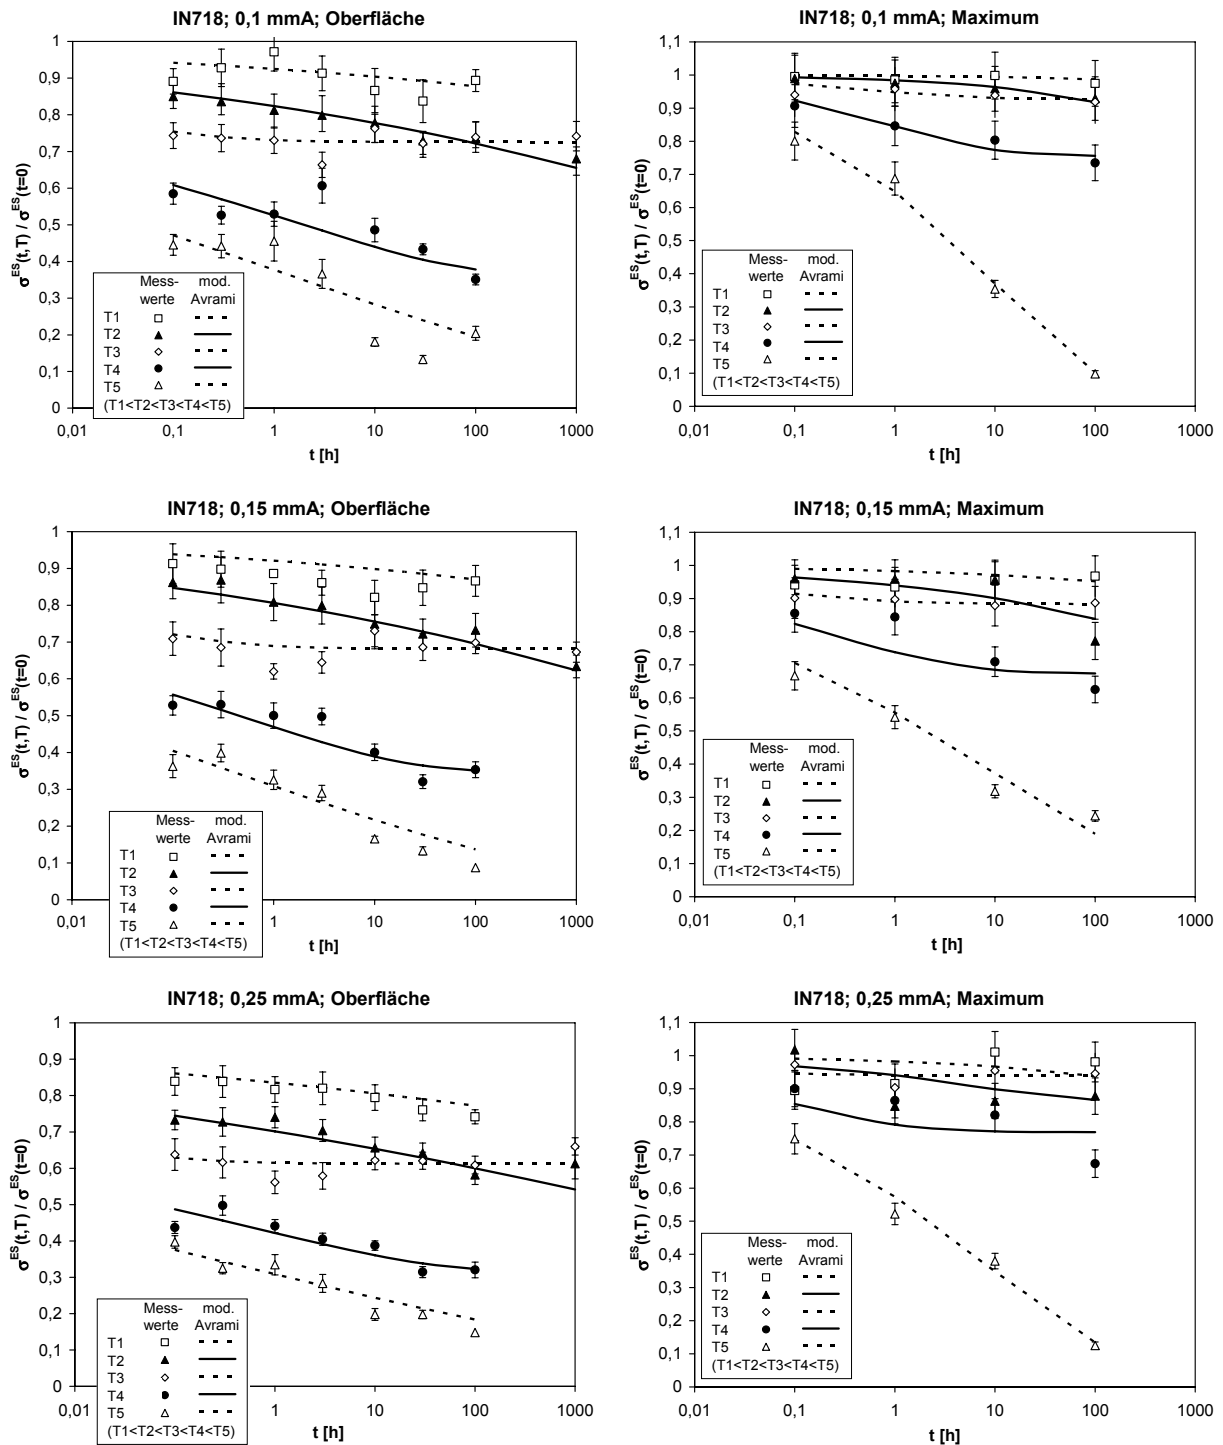 IN718; 0,1 mmA; Oberfläche
σES(t,T) / σES(t=0)
1
0,9
0,8
0,7
0,6
0,5
0,4
0,3
0,2
0,1
0
Mess- mod.
werte Avrami
T1
T2
T3
T4
T5
(T1<T2<T3<T4<T5)
0,01 0,1 1 10 100 1000
t [h]
IN718; 0,1 mmA; Maximum
σES(t,T) / σES(t=0)
1,1
1
0,9
0,8
0,7
0,6
0,5
0,4
0,3
0,2
0,1
0
Mess- mod.
werte Avrami
T1
T2
T3
T4
T5
(T1<T2<T3<T4<T5)
0,01 0,1 1 10 100 1000
t [h]
IN718; 0,15 mmA; Oberfläche
σES(t,T) / σES(t=0)
1
0,9
0,8
0,7
0,6
0,5
0,4
0,3
0,2
0,1
0
Mess- mod.
werte Avrami
T1
T2
T3
T4
T5
(T1<T2<T3<T4<T5)
0,01 0,1 1 10 100 1000
t [h]
IN718; 0,15 mmA; Maximum
σES(t,T) / σES(t=0)
1,1
1
0,9
0,8
0,7
0,6
0,5
0,4
0,3
0,2
0,1
0
Mess- mod.
werte Avrami
T1
T2
T3
T4
T5
(T1<T2<T3<T4<T5)
0,01 0,1 1 10 100 1000
t [h]
IN718; 0,25 mmA; Oberfläche
σES(t,T) / σES(t=0)
1
0,9
0,8
0,7
0,6
0,5
0,4
0,3
0,2
0,1
0
Mess- mod.
werte Avrami
T1
T2
T3
T4
T5
(T1<T2<T3<T4<T5)
0,01 1 10 100 1000
t [h]
IN718; 0,25 mmA; Maximum
σES(t,T) / σES(t=0)
1,1
1
0,9
0,8
0,7
0,6
0,5
0,4
0,3
0,2
0,1
0
Mess- mod.
werte Avrami
T1
T2
T3
T4
T5
(T1<T2<T3<T4<T5)
0,01 0,1 1 10 100 1000
t [h]